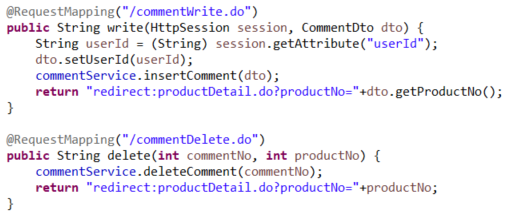 @RequestMapping("/commentWrite.do")
public String write(HttpSession session, CommentDto dto) {
    String userId = (String) session.getAttribute("userId");
    dto.setUserId(userId);
    commentService.insertComment(dto);
    return "redirect:productDetail.do?productNo="+dto.getProductNo();
}

@RequestMapping("/commentDelete.do")
public String delete(int commentNo, int productNo) {
    commentService.deleteComment(commentNo);
    return "redirect:productDetail.do?productNo="+productNo;
}